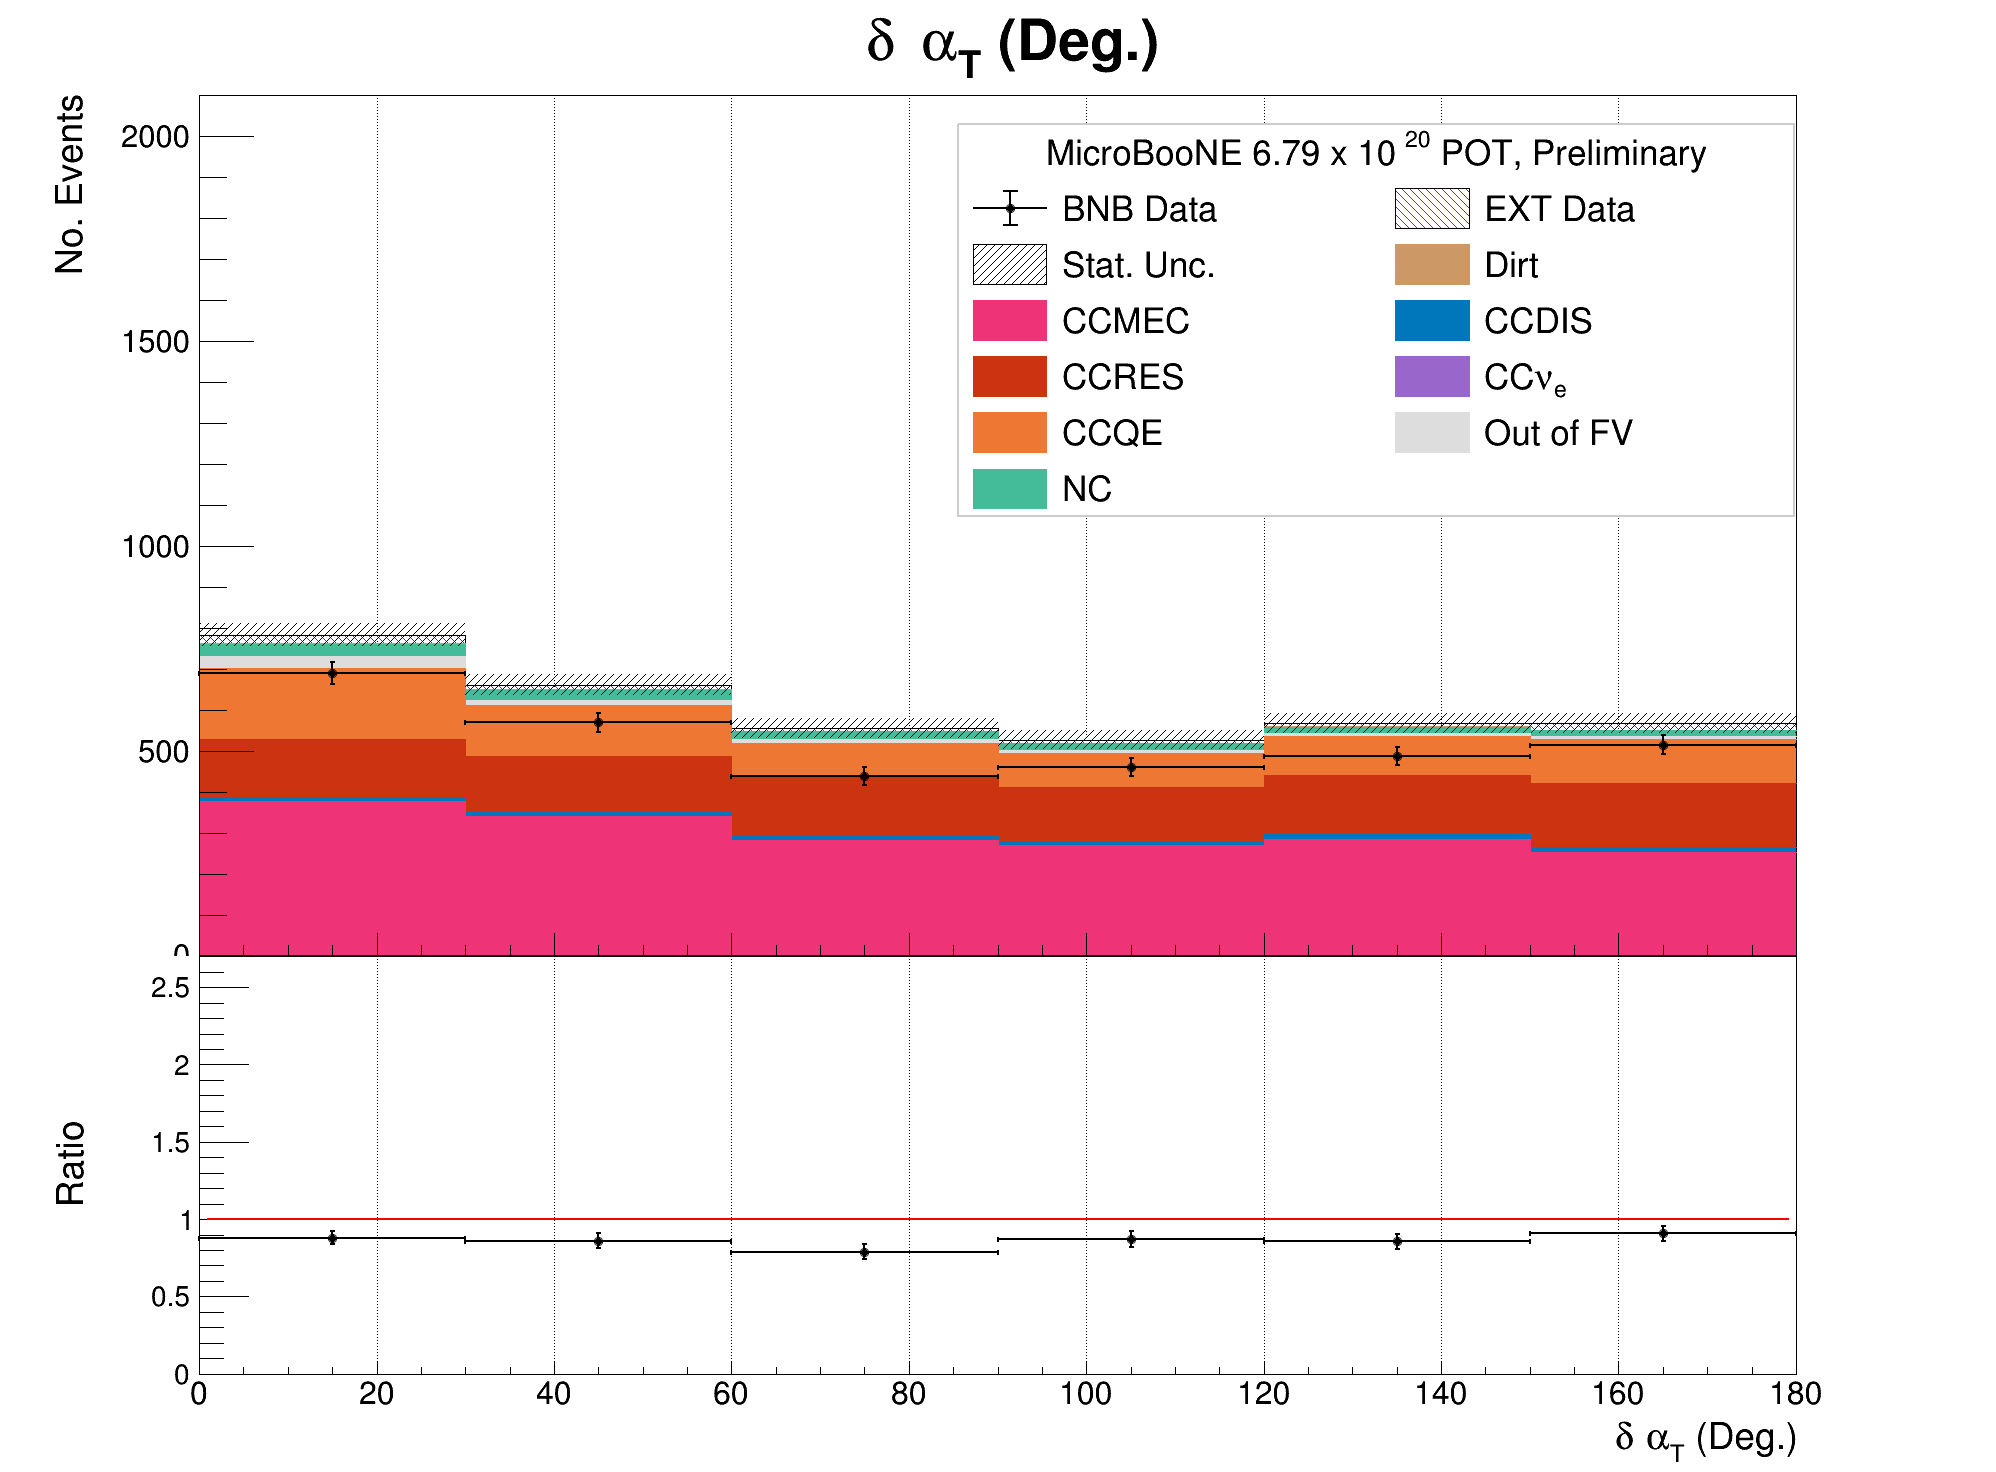 δ α_T (Deg.)
No. Events
2000
1500
1000
500
0
MicroBooNE 6.79 x 10^20 POT, Preliminary
BNB Data
EXT Data
Stat. Unc.
Dirt
CCMEC
CCDIS
CCRES
CCν_e
CCQE
Out of FV
NC
Ratio
2.5
2
1.5
1
0.5
0
0 20 40 60 80 100 120 140 160 180
δ α_T (Deg.)